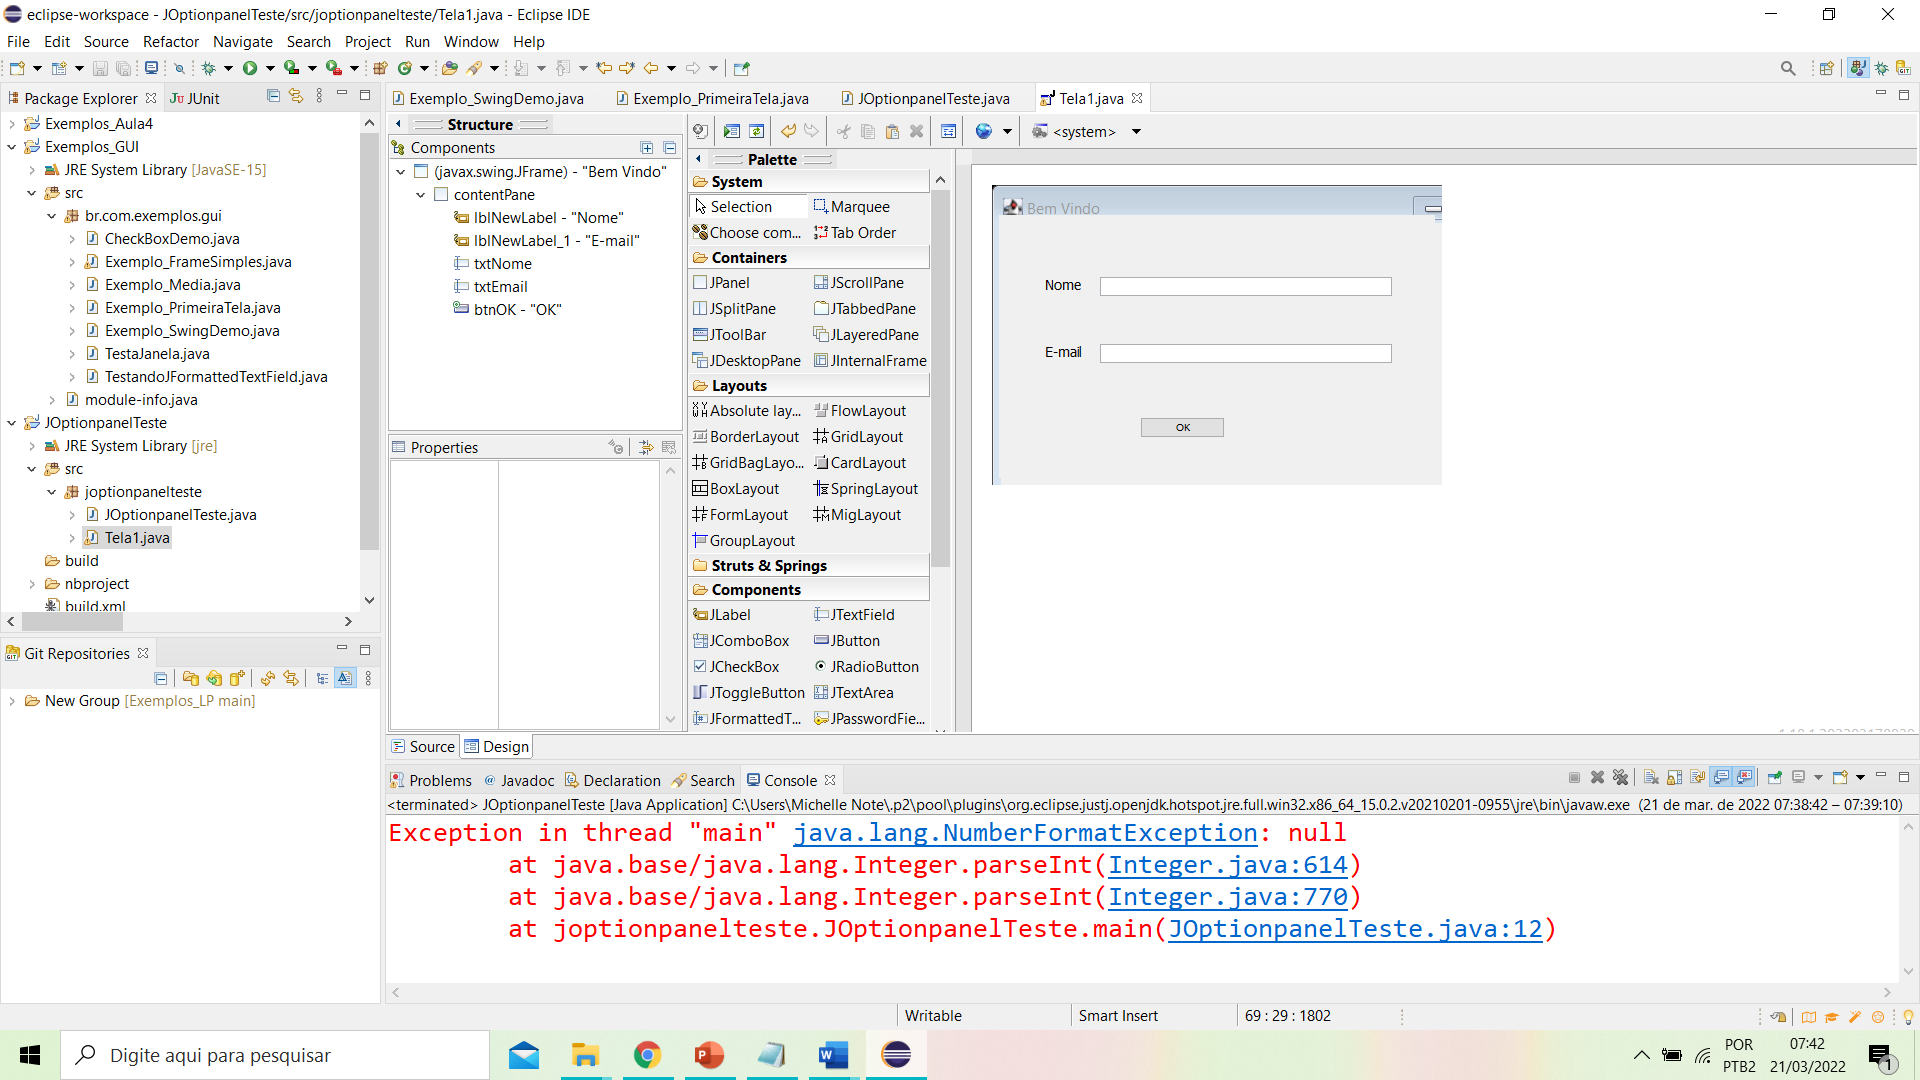 eclipse-workspace - JOptionpanelTeste/src/joptionpanelteste/Tela1.java - Eclipse IDE
File Edit Source Refactor Navigate Search Project Run Window Help
Package Explorer JUnit
Exemplos_Aula4
Exemplos_GUI
JRE System Library [JavaSE-15]
src
br.com.exemplos.gui
CheckBoxDemo.java
Exemplo_FrameSimples.java
Exemplo_Media.java
Exemplo_PrimeiraTela.java
Exemplo_SwingDemo.java
TestaJanela.java
TestandoJFormattedTextField.java
module-info.java
JOptionpanelTeste
JRE System Library [jre]
src
joptionpanelteste
JOptionpanelTeste.java
Tela1.java
build
nbproject
build.xml
Git Repositories
New Group [Exemplos_LP main]
Exemplo_SwingDemo.java Exemplo_PrimeiraTela.java JOptionpanelTeste.java Tela1.java
Structure
Components
(javax.swing.JFrame) - "Bem Vindo"
contentPane
lblNewLabel - "Nome"
lblNewLabel_1 - "E-mail"
txtNome
txtEmail
btnOK - "OK"
Properties
<system>
Palette
System
Selection Marquee
Choose com... Tab Order
Containers
JPanel JScrollPane
JSplitPane JTabbedPane
JToolBar JLayeredPane
JDesktopPane JInternalFrame
Layouts
Absolute lay... FlowLayout
BorderLayout GridLayout
GridBagLayo... CardLayout
BoxLayout SpringLayout
FormLayout MigLayout
GroupLayout
Struts & Springs
Components
JLabel JTextField
JComboBox JButton
JCheckBox JRadioButton
JToggleButton JTextArea
JFormattedT... JPasswordFie...
Bem Vindo
Nome
E-mail
OK
Source Design
Problems Javadoc Declaration Search Console
<terminated> JOptionpanelTeste [Java Application] C:\Users\Michelle Note\.p2\pool\plugins\org.eclipse.justj.openjdk.hotspot.jre.full.win32.x86_64_15.0.2.v20210201-0955\jre\bin\javaw.exe (21 de mar. de 2022 07:38:42 – 07:39:10)
Exception in thread "main" java.lang.NumberFormatException: null
at java.base/java.lang.Integer.parseInt(Integer.java:614)
at java.base/java.lang.Integer.parseInt(Integer.java:770)
at joptionpanelteste.JOptionpanelTeste.main(JOptionpanelTeste.java:12)
Writable Smart Insert 69 : 29 : 1802
Digite aqui para pesquisar
POR
PTB2
07:42
21/03/2022
1